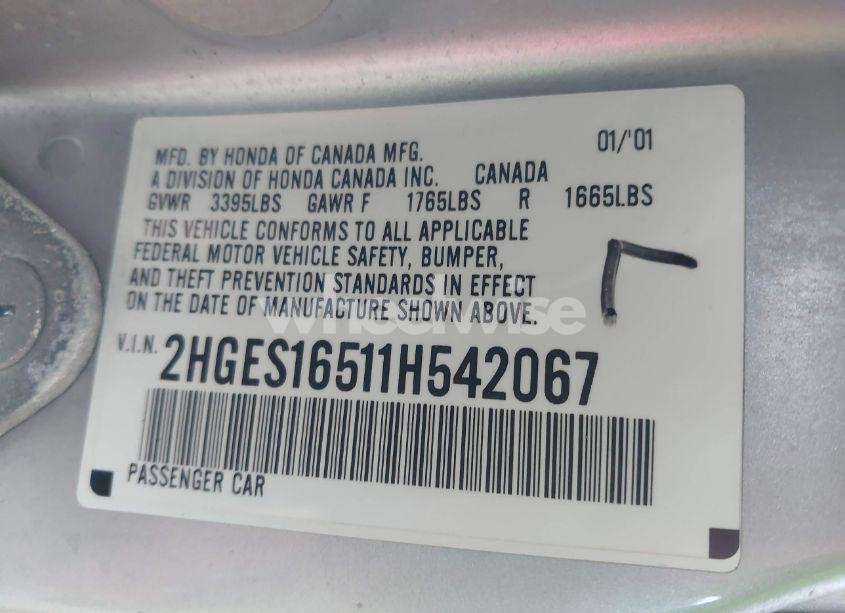 01/'01
MFD. BY HONDA OF CANADA MFG.
A DIVISION OF HONDA CANADA INC. CANADA
GVWR 3395LBS GAWR F 1765LBS R 1665LBS
THIS VEHICLE CONFORMS TO ALL APPLICABLE
FEDERAL MOTOR VEHICLE SAFETY, BUMPER,
AND THEFT PREVENTION STANDARDS IN EFFECT
ON THE DATE OF MANUFACTURE SHOWN ABOVE.
wheelwise
V.I.N. 2HGES16511H542067
PASSENGER CAR